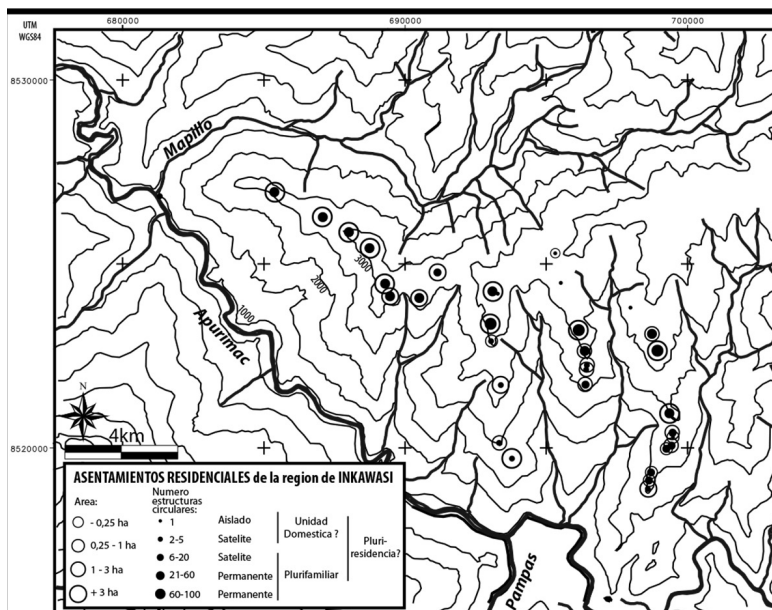 UTM
WGS84
680000
690000
700000
8530000
Mapillo
3000
2000
1000
Apurimac
N
8520000
4km
Pampas
ASENTAMIENTOS RESIDENCIALES de la region de INKAWASI
Area:
- 0,25 ha
0,25 - 1 ha
1 - 3 ha
+ 3 ha
Numero
estructuras
circulares:
1 Aislado
2-5 Satelite
6-20 Satelite
21-60 Permanente
60-100 Permanente
Unidad
Domestica ?
Plurifamiliar
Pluri-
residencia?